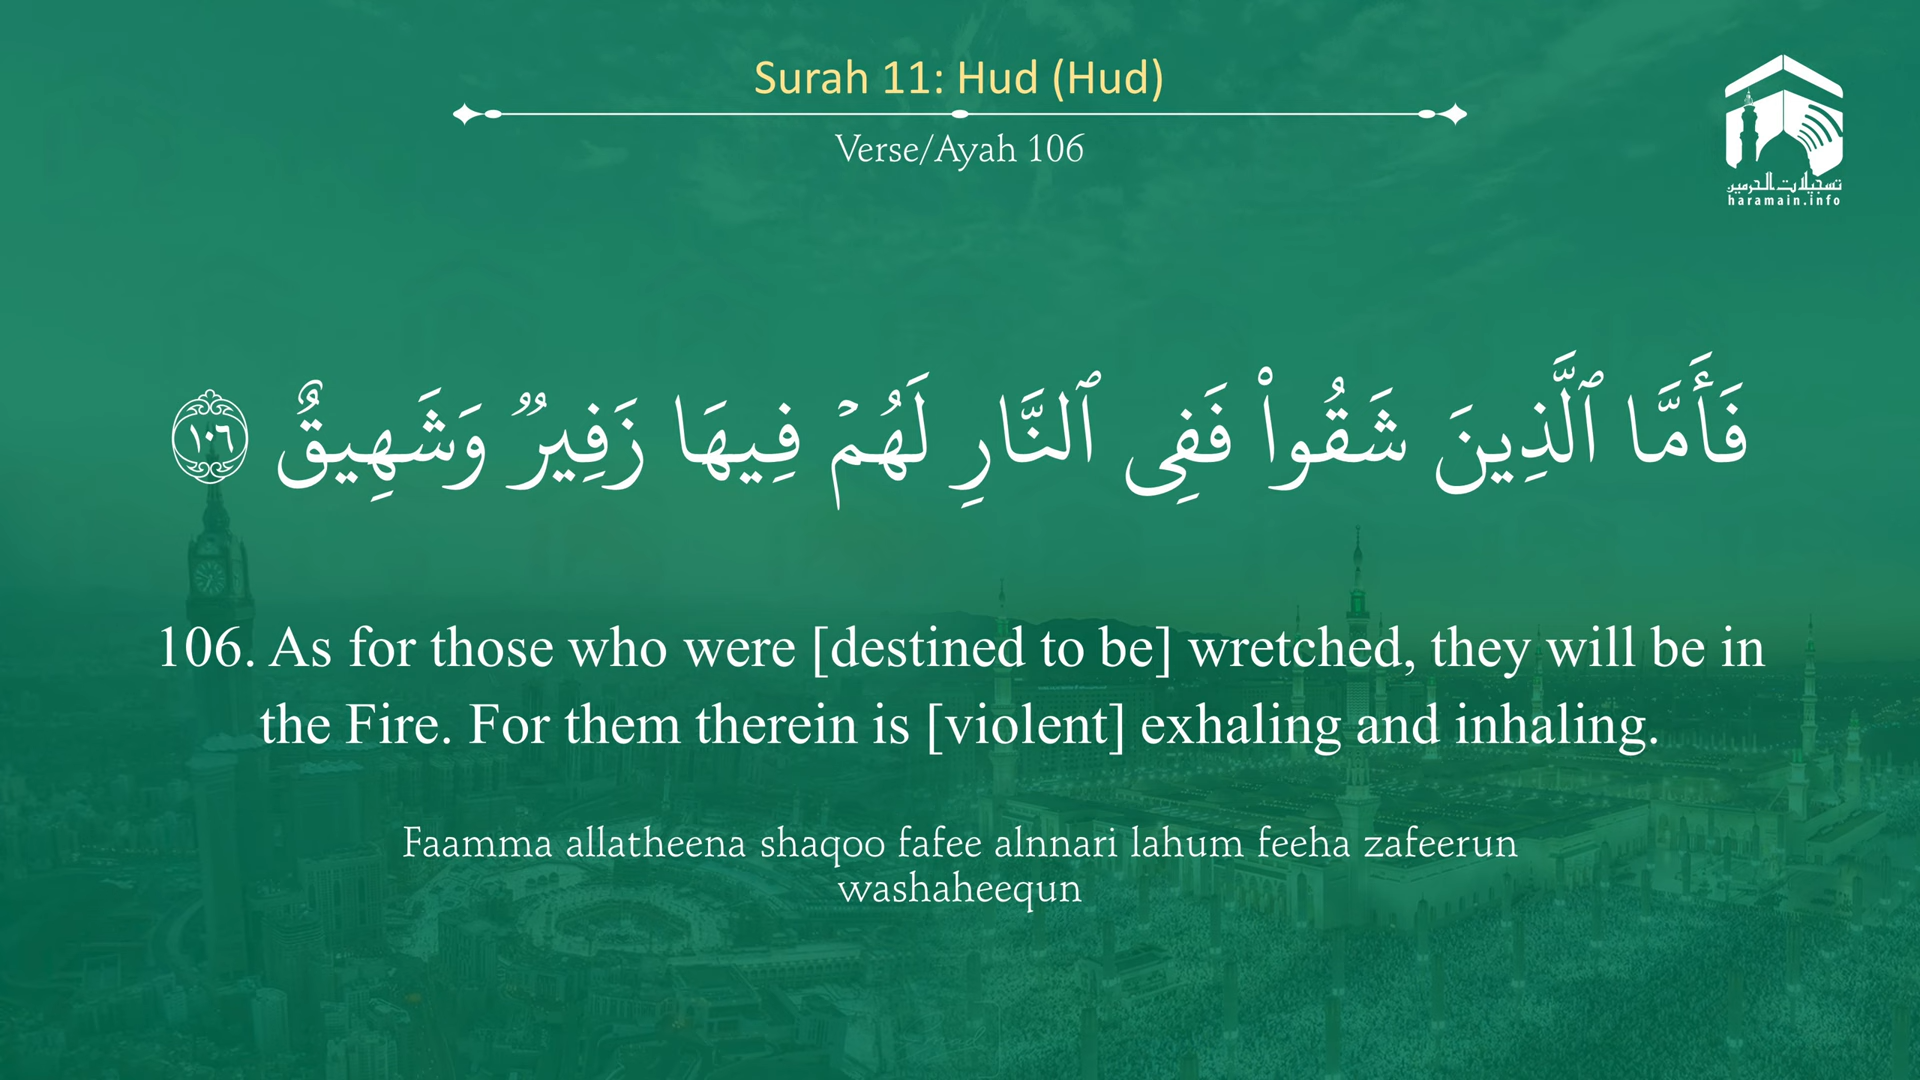 Surah 11: Hud (Hud)
Verse/Ayah 106
تسجيلات الحرمين
haramain.info
فَأَمَّا ٱلَّذِينَ شَقُوا۟ فَفِى ٱلنَّارِ لَهُمْ فِيهَا زَفِيرٌۭ وَشَهِيقٌ ١٠٦
106. As for those who were [destined to be] wretched, they will be in
the Fire. For them therein is [violent] exhaling and inhaling.
Faamma allatheena shaqoo fafee alnnari lahum feeha zafeerun
washaheequn